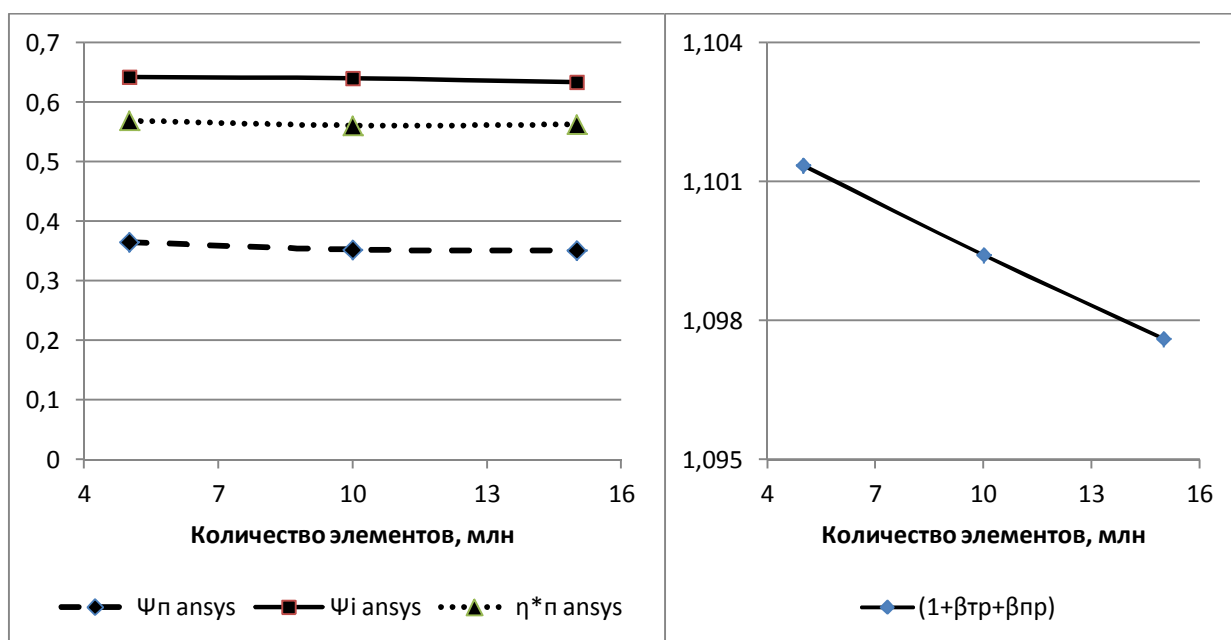 0,7
0,6
0,5
0,4
0,3
0,2
0,1
0
4 7 10 13 16
Количество элементов, млн
Ψп ansys Ψi ansys η*п ansys
1,104
1,101
1,098
1,095
4 7 10 13 16
Количество элементов, млн
(1+βтр+βпр)